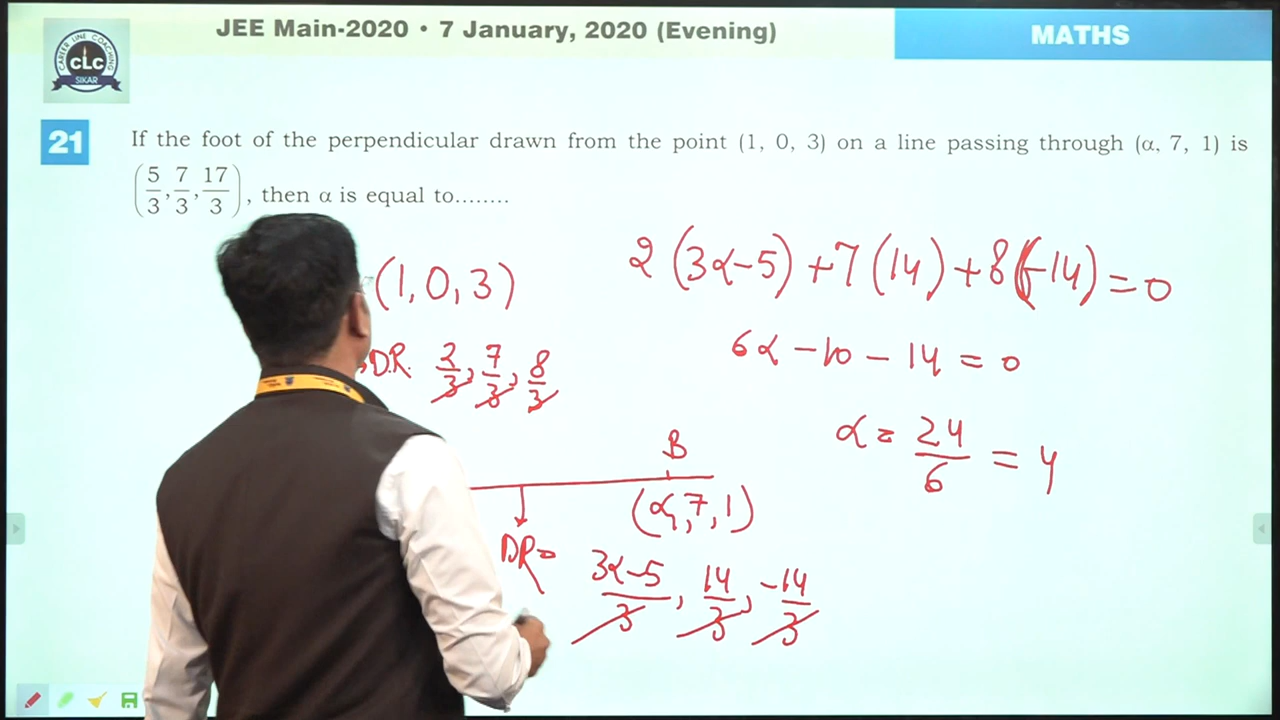 JEE Main-2020 • 7 January, 2020 (Evening)
MATHS
CAREER LINE COACHING
CLC
SIKAR
21
If the foot of the perpendicular drawn from the point (1, 0, 3) on a line passing through (α, 7, 1) is
(5/3, 7/3, 17/3), then α is equal to........
(1, 0, 3)
D.R. 2/3, 7/3, 8/3
B
(α, 7, 1)
DR = 3α-5/3, 14/3, -14/3
2(3α-5) + 7(14) + 8(-14) = 0
6α - 10 - 14 = 0
α = 24/6 = 4